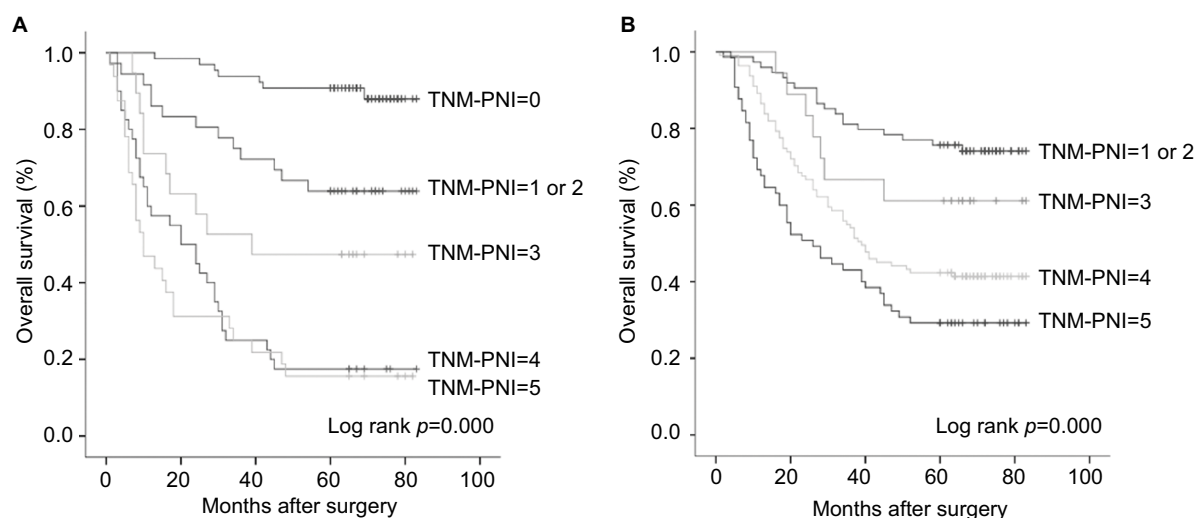 A
Overall survival (%)
1.0
0.8
0.6
0.4
0.2
0.0
TNM-PNI=0
TNM-PNI=1 or 2
TNM-PNI=3
TNM-PNI=4
TNM-PNI=5
Log rank p=0.000
0 20 40 60 80 100
Months after surgery
B
Overall survival (%)
1.0
0.8
0.6
0.4
0.2
0.0
TNM-PNI=1 or 2
TNM-PNI=3
TNM-PNI=4
TNM-PNI=5
Log rank p=0.000
0 20 40 60 80 100
Months after surgery